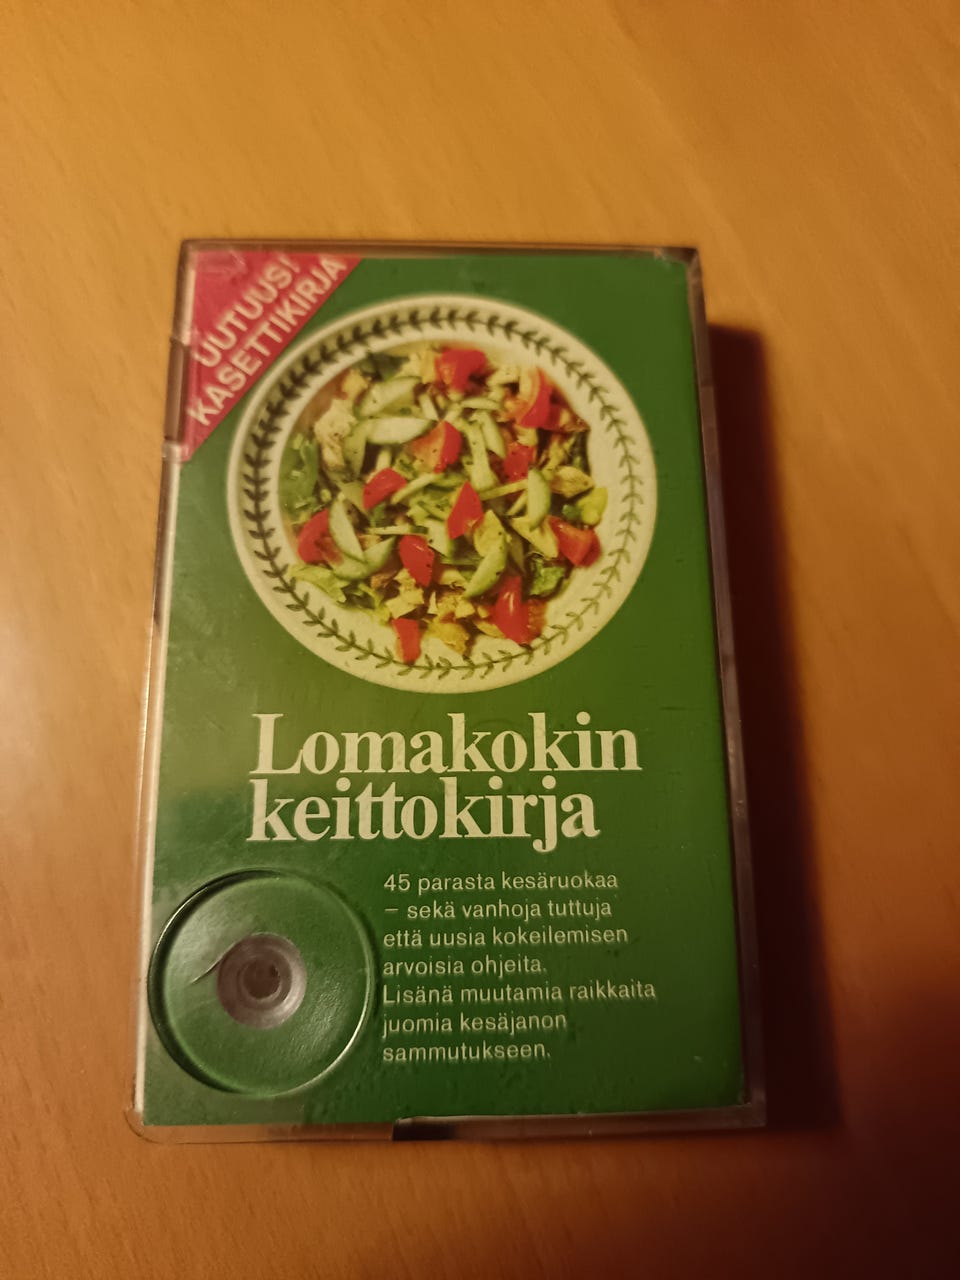 UUTUUS!
KASETTIKIRJA
Lomakokin
keittokirja
45 parasta kesäruokaa
– sekä vanhoja tuttuja
että uusia kokeilemisen
arvoisia ohjeita.
Lisänä muutamia raikkaita
juomia kesäjanon
sammutukseen.